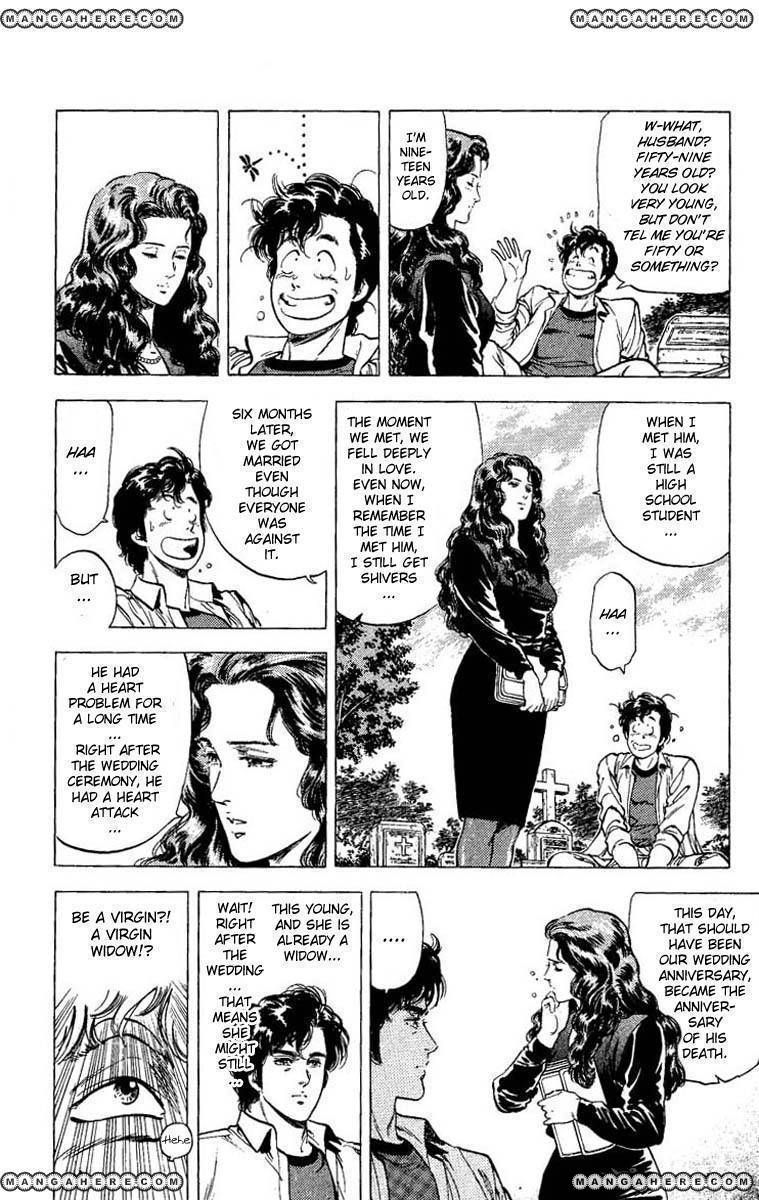 MANGAHERE.COM
MANGAHERE.COM
W-WHAT,
HUSBAND?
FIFTY-NINE
YEARS OLD?
YOU LOOK
VERY YOUNG,
BUT DON'T
TELL ME YOU'RE
FIFTY OR
SOMETHING?
I'M
NINE-
TEEN
YEARS
OLD.
WHEN I
MET HIM,
I WAS
STILL A
HIGH
SCHOOL
STUDENT
...
HAA
...
THE MOMENT
WE MET, WE
FELL DEEPLY
IN LOVE.
EVEN NOW,
WHEN I
REMEMBER
THE TIME I
MET HIM,
I STILL GET
SHIVERS
...
SIX MONTHS
LATER,
WE GOT
MARRIED
EVEN
THOUGH
EVERYONE
WAS
AGAINST
IT.
HAA
...
BUT
...
HE HAD
A HEART
PROBLEM FOR
A LONG TIME
...
RIGHT AFTER
THE WEDDING
CEREMONY, HE
HAD A HEART
ATTACK
...
THIS DAY,
THAT SHOULD
HAVE BEEN
OUR WEDDING
ANNIVERSARY,
BECAME THE
ANNIVER-
SARY
OF HIS
DEATH.
....
THIS YOUNG,
AND SHE IS
ALREADY A
WIDOW...
WAIT!
RIGHT
AFTER
THE
WEDDING
...
THAT
MEANS
SHE
MIGHT
STILL
...
BE A VIRGIN?!
A VIRGIN
WIDOW!?
Hehe
MANGAHERE.COM
MANGAHERE.COM